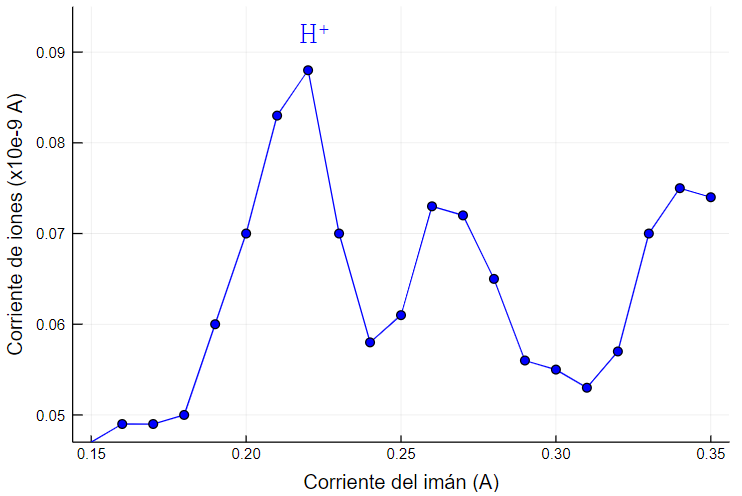 H⁺
0.09
0.08
0.07
0.06
0.05
0.15 0.20 0.25 0.30 0.35
Corriente de iones (x10e-9 A)
Corriente del imán (A)